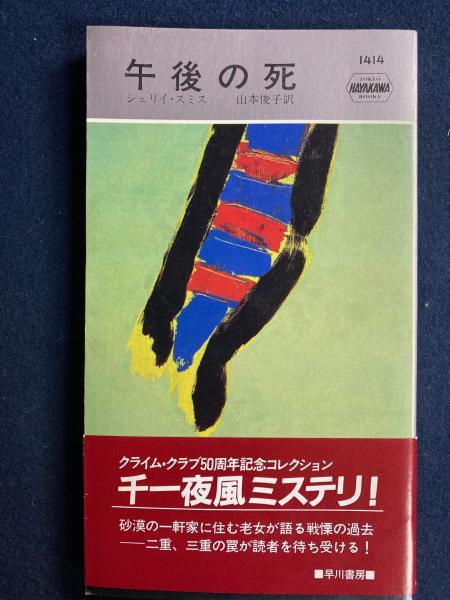 1414
TOKYO
HAYAKAWA
BOOKS
午後の死
シェリイ・スミス 山本俊子訳
クライム・クラブ50周年記念コレクション
千一夜風ミステリ!
砂漠の一軒家に住む老女が語る戦慄の過去
――二重、三重の罠が読者を待ち受ける!
■早川書房■